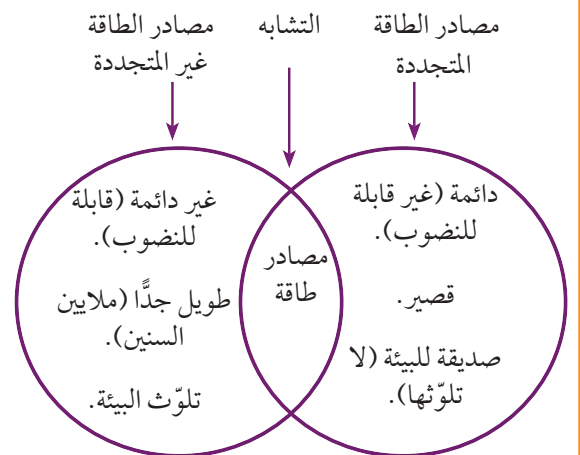 مصادر الطاقة
المتجددة
التشابه
مصادر الطاقة
غير المتجددة
دائمة (غير قابلة
للنضوب).
قصير.
صديقة للبيئة (لا
تلوّثها).
مصادر
طاقة
غير دائمة (قابلة
للنضوب).
طويل جدًّا (ملايين
السنين).
تلوّث البيئة.